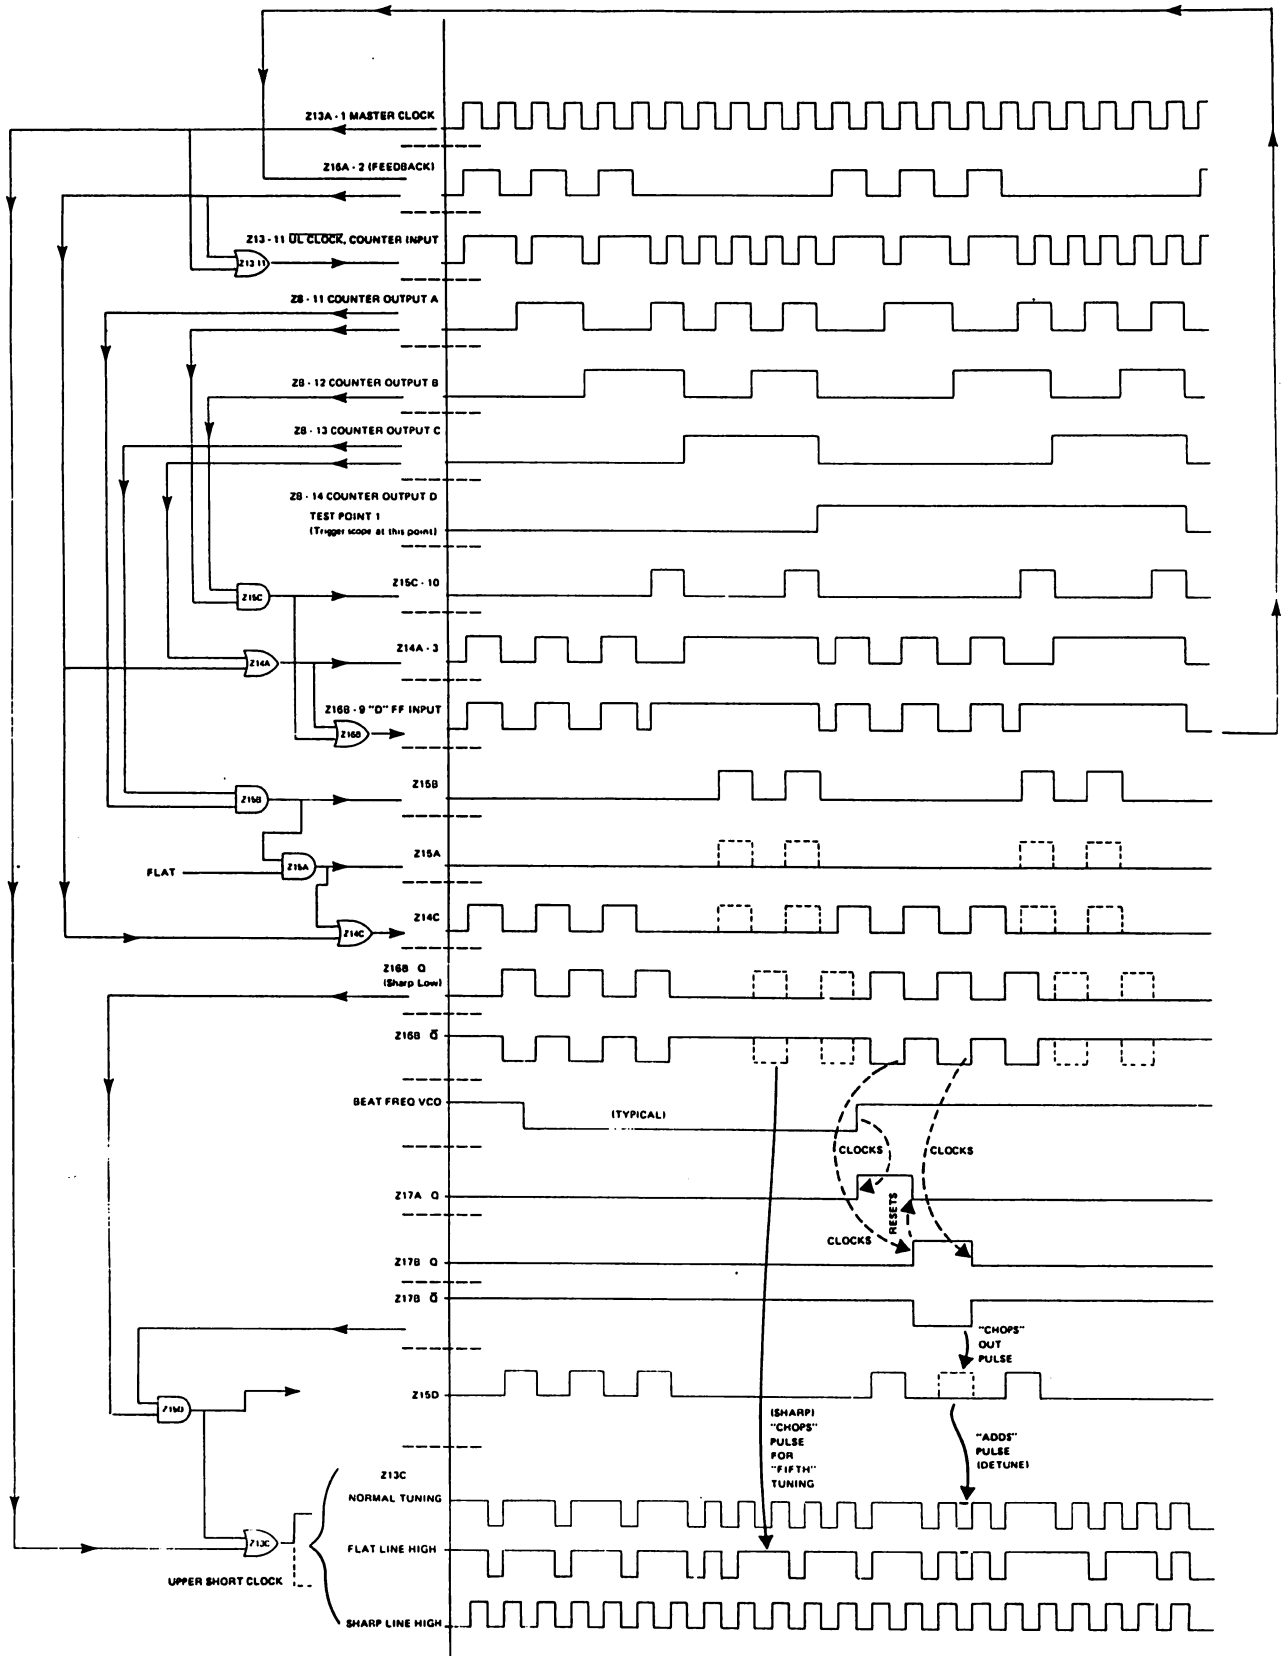 Z13A - 1 MASTER CLOCK
Z16A - 2 (FEEDBACK)
Z13 - 11 UL CLOCK, COUNTER INPUT
Z13 11
Z8 - 11 COUNTER OUTPUT A
Z8 - 12 COUNTER OUTPUT B
Z8 - 13 COUNTER OUTPUT C
Z8 - 14 COUNTER OUTPUT D
TEST POINT 1
(Trigger scope at this point)
Z15C - 10
Z15C
Z14A - 3
Z14A
Z16B - 9 "D" FF INPUT
Z16B
Z15B
Z15B
Z15A
FLAT
Z15A
Z14C
Z14C
Z16B Q
(Sharp Low)
Z16B Q̄
BEAT FREQ VCO
(TYPICAL)
CLOCKS
CLOCKS
Z17A Q
RESETS
CLOCKS
Z17B Q
Z17B Q̄
"CHOPS"
OUT
PULSE
Z15D
Z15D
(SHARP)
"CHOPS"
PULSE
FOR
"FIFTH"
TUNING
"ADDS"
PULSE
(DETUNE)
Z13C
NORMAL TUNING
Z13C
FLAT LINE HIGH
UPPER SHORT CLOCK
SHARP LINE HIGH